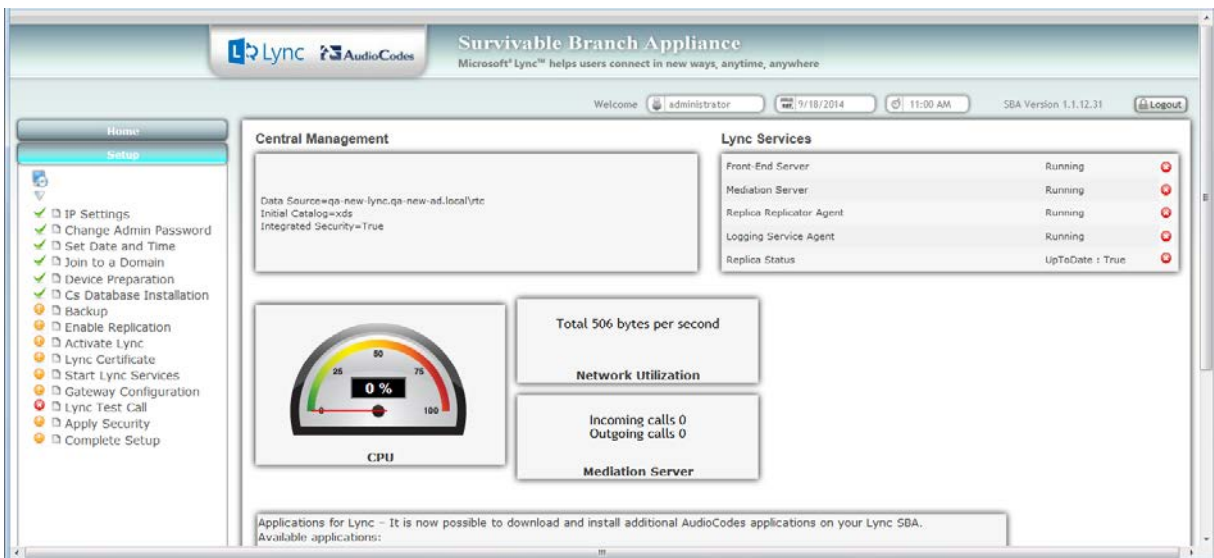 Lync AudioCodes
Survivable Branch Appliance
Microsoft® Lync™ helps users connect in new ways, anytime, anywhere
Welcome administrator 9/18/2014 11:00 AM SBA Version 1.1.12.31 Logout
Home
Setup
IP Settings
Change Admin Password
Set Date and Time
Join to a Domain
Device Preparation
Cs Database Installation
Backup
Enable Replication
Activate Lync
Lync Certificate
Start Lync Services
Gateway Configuration
Lync Test Call
Apply Security
Complete Setup
Central Management
Data Source=qa-new-lync.qa-new-ad.local\rtc
Initial Catalog=xds
Integrated Security=True
Lync Services
Front-End Server Running
Mediation Server Running
Replica Replicator Agent Running
Logging Service Agent Running
Replica Status UpToDate : True
0 25 50 75 100
0 %
CPU
Total 506 bytes per second
Network Utilization
Incoming calls 0
Outgoing calls 0
Mediation Server
Applications for Lync - It is now possible to download and install additional AudioCodes applications on your Lync SBA.
Available applications: